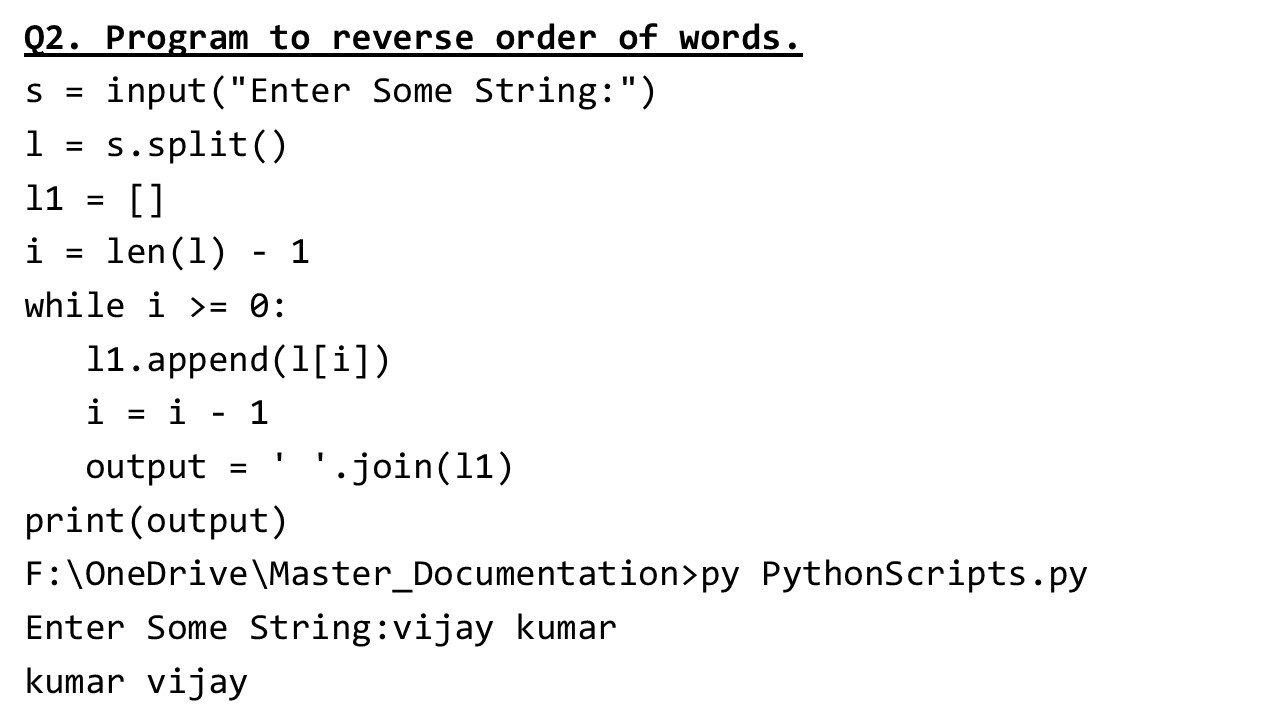 Q2. Program to reverse order of words.
s = input("Enter Some String:")
l = s.split()
l1 = []
i = len(l) - 1
while i >= 0:
   l1.append(l[i])
   i = i - 1
   output = ' '.join(l1)
print(output)
F:\OneDrive\Master_Documentation>py PythonScripts.py
Enter Some String:vijay kumar
kumar vijay